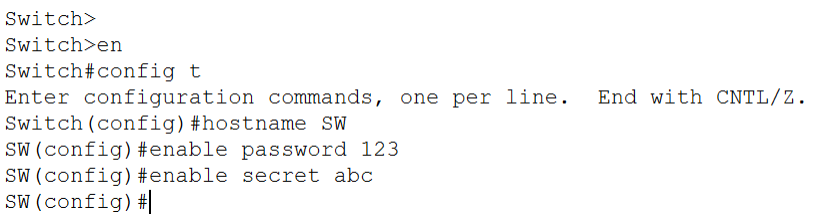 Switch>
Switch>en
Switch#config t
Enter configuration commands, one per line.  End with CNTL/Z.
Switch(config)#hostname SW
SW(config)#enable password 123
SW(config)#enable secret abc
SW(config)#